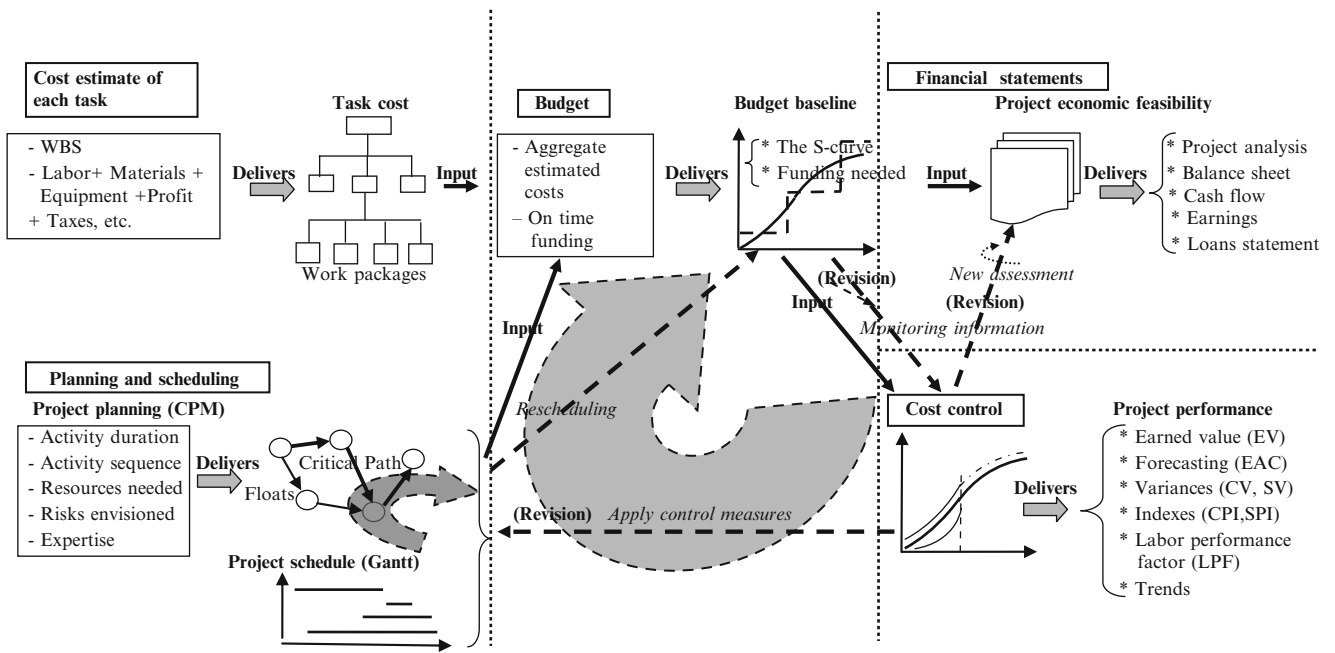 Cost estimate of
each task
- WBS
- Labor+ Materials +
Equipment +Profit
+ Taxes, etc.
Delivers
Task cost
Work packages
Input
Budget
- Aggregate
estimated
costs
– On time
funding
Delivers
Budget baseline
* The S-curve
* Funding needed
Input
Financial statements
Project economic feasibility
Delivers
* Project analysis
* Balance sheet
* Cash flow
* Earnings
* Loans statement
(Revision)
Input
New assessment
(Revision)
Monitoring information
Input
Rescheduling
Planning and scheduling
Project planning (CPM)
- Activity duration
- Activity sequence
- Resources needed
- Risks envisioned
- Expertise
Delivers
Critical Path
Floats
Project schedule (Gantt)
(Revision) Apply control measures
Cost control
Delivers
Project performance
* Earned value (EV)
* Forecasting (EAC)
* Variances (CV, SV)
* Indexes (CPI,SPI)
* Labor performance
factor (LPF)
* Trends